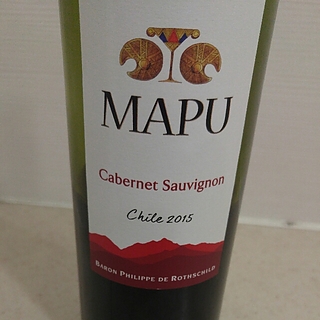 MAPU
Cabernet Sauvignon
Chile 2015
BARON PHILIPPE DE ROTHSCHILD